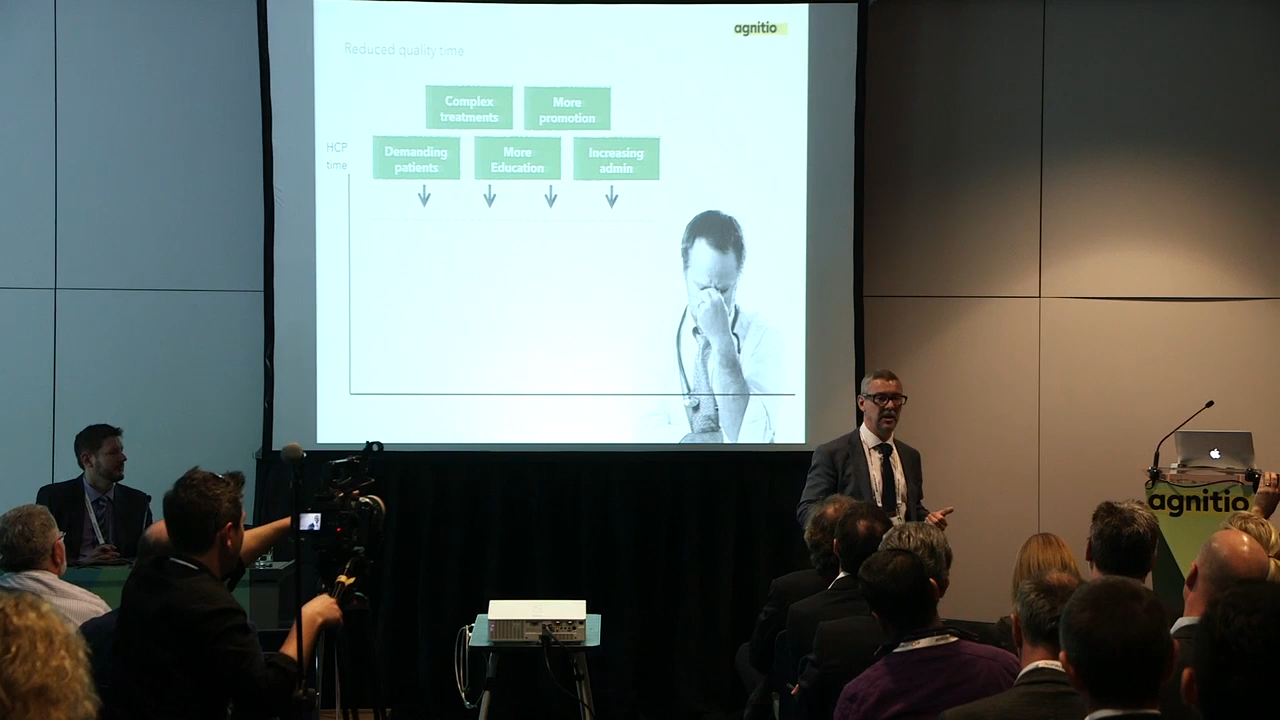 agnitio
Reduced quality time
Complex
treatments
More
promotion
HCP
time
Demanding
patients
More
Education
Increasing
admin
agnitio